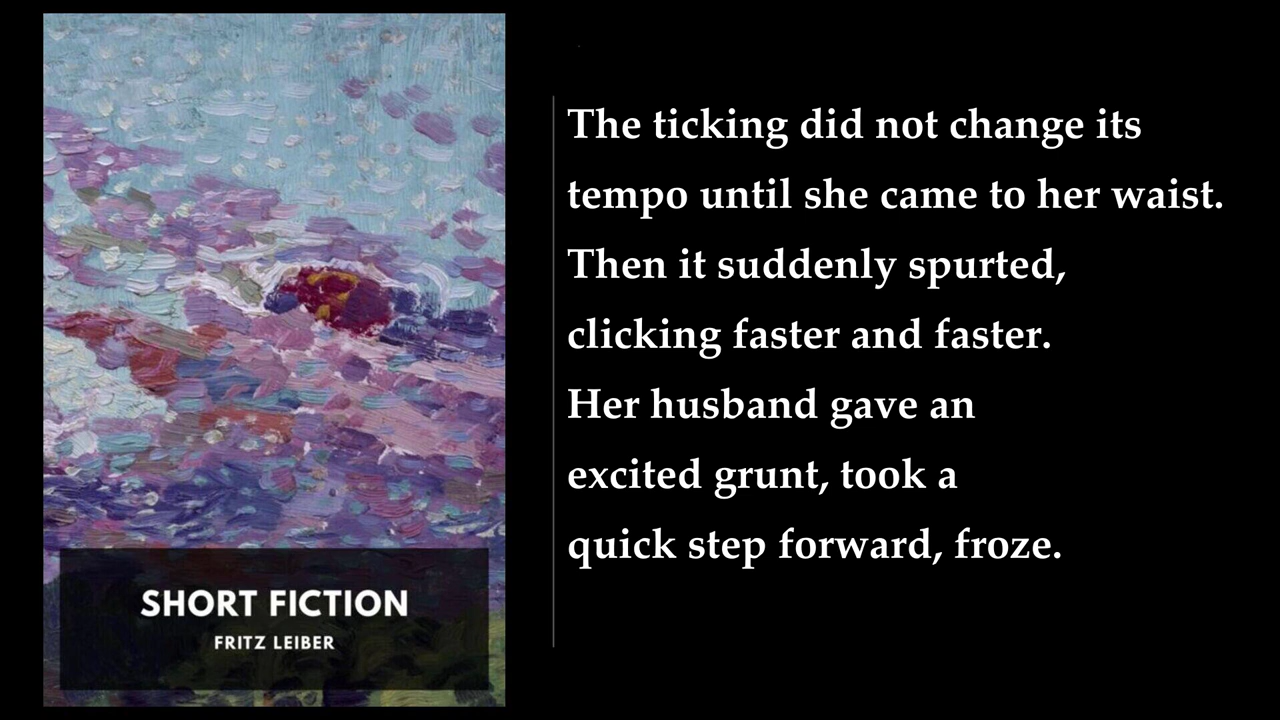 SHORT FICTION
FRITZ LEIBER
The ticking did not change its
tempo until she came to her waist.
Then it suddenly spurted,
clicking faster and faster.
Her husband gave an
excited grunt, took a
quick step forward, froze.